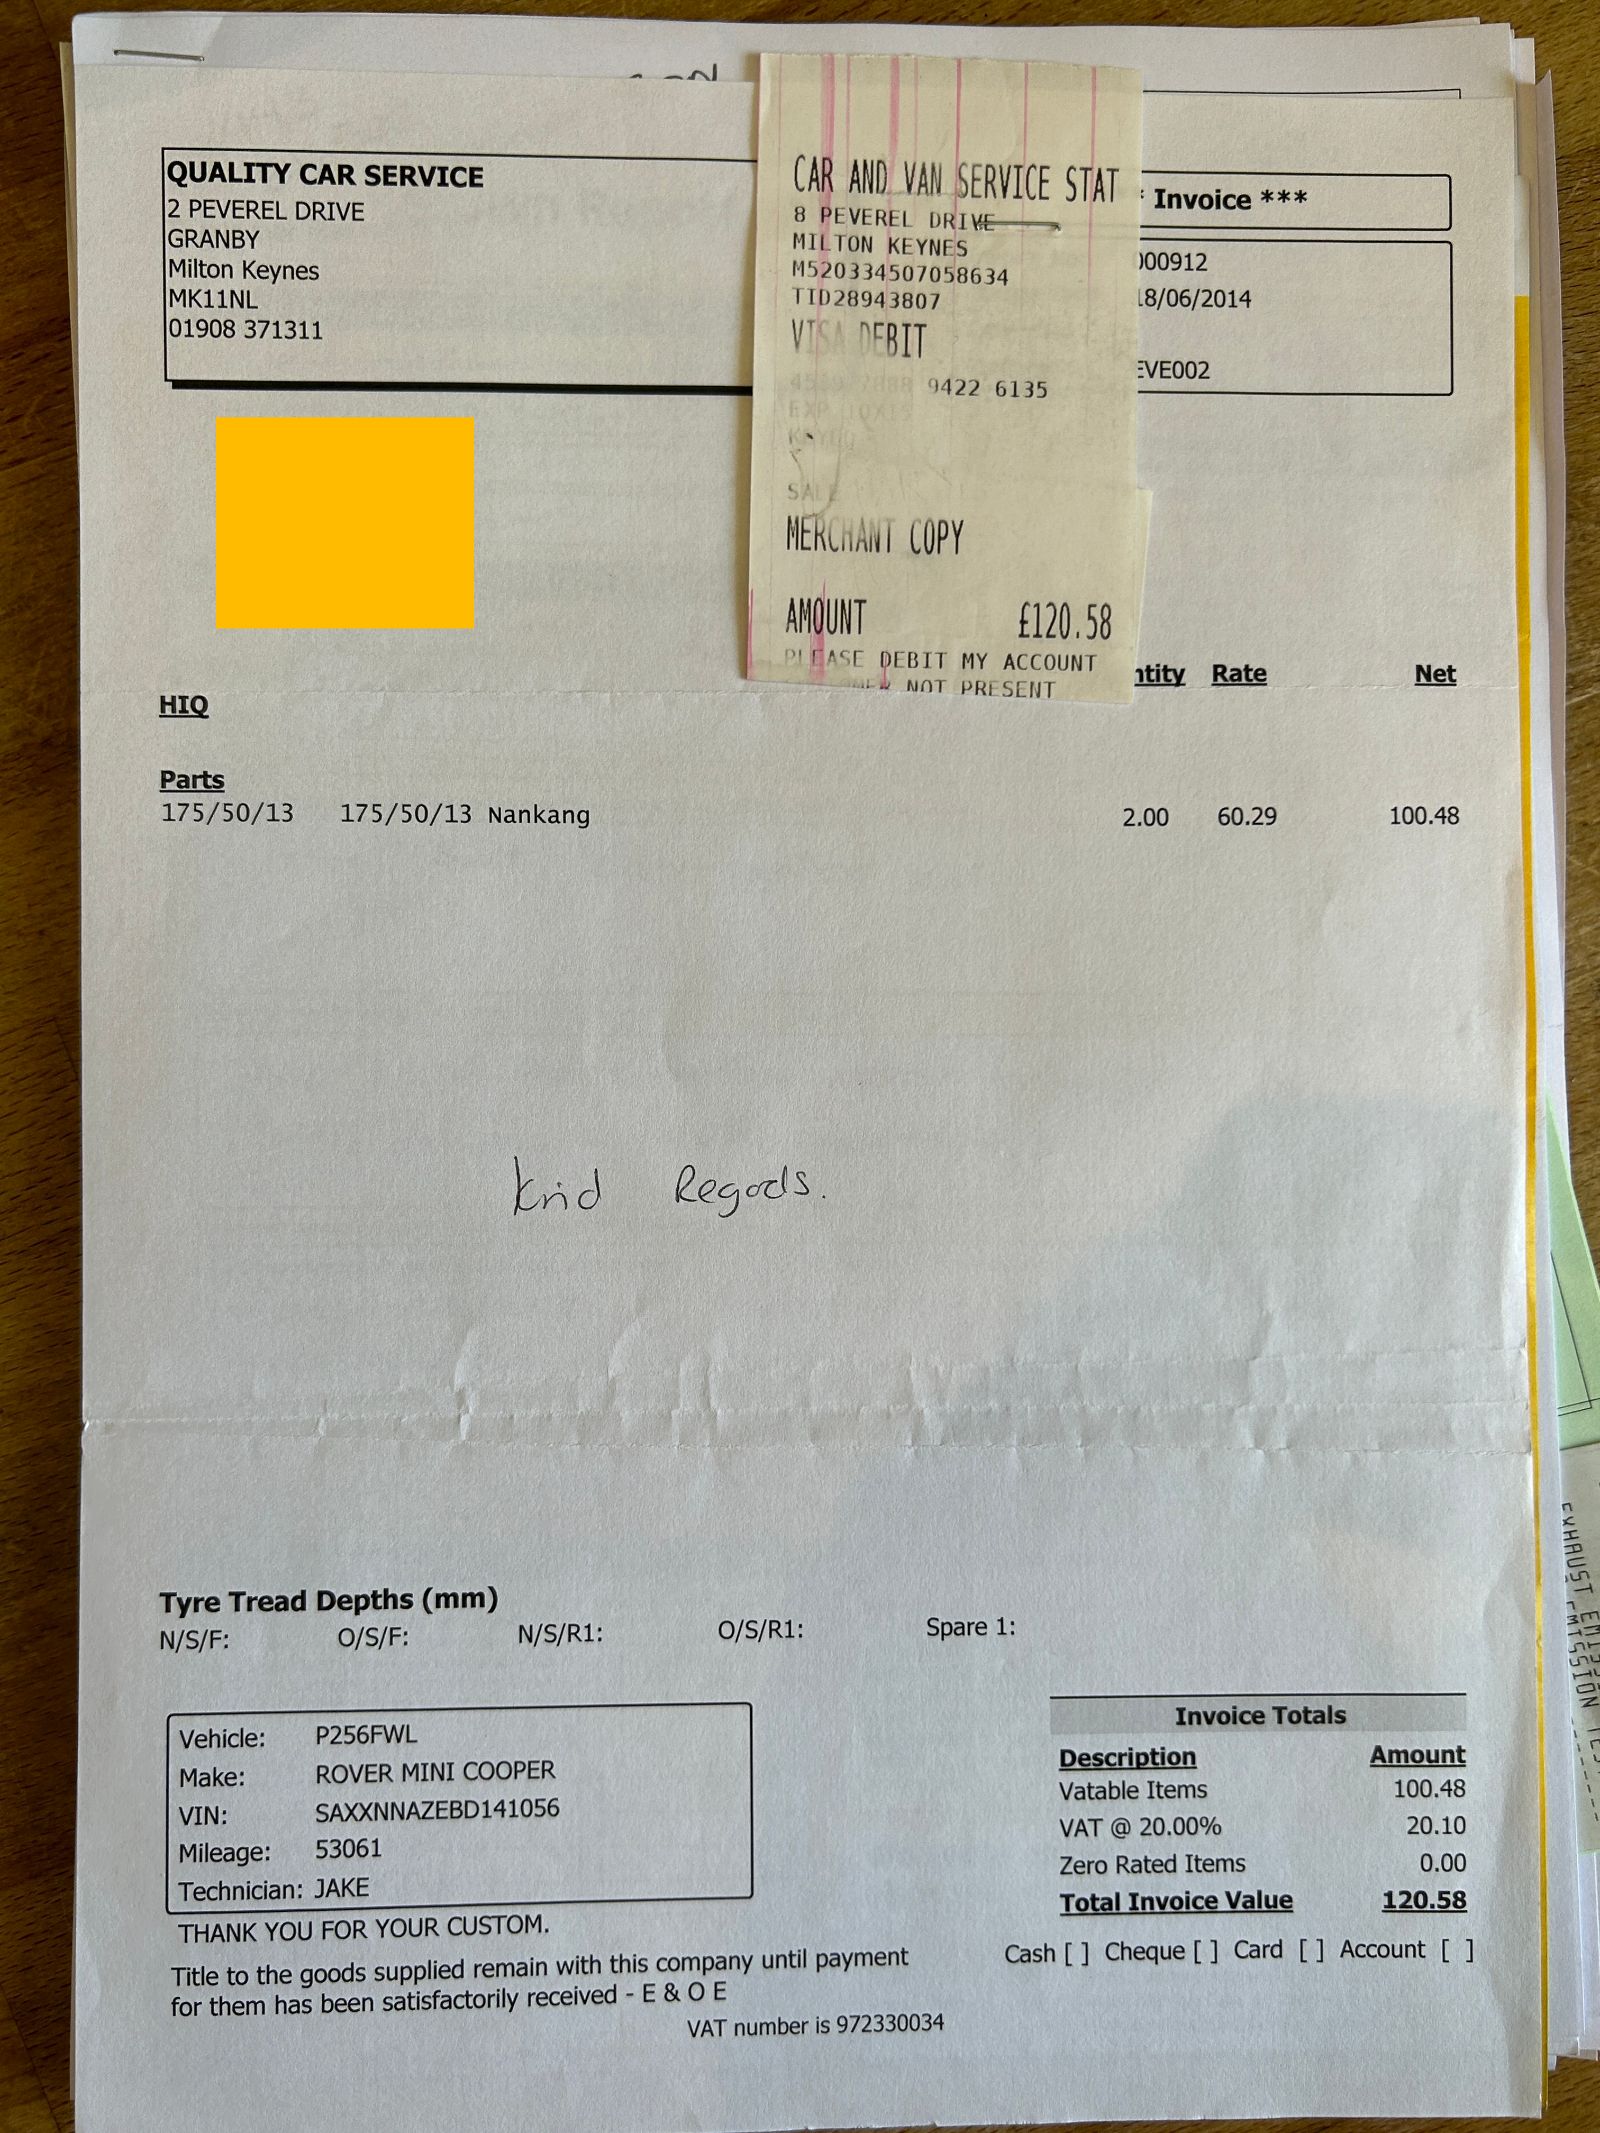 QUALITY CAR SERVICE
2 PEVEREL DRIVE
GRANBY
Milton Keynes
MK11NL
01908 371311
CAR AND VAN SERVICE STAT
8 PEVEREL DRIVE
MILTON KEYNES
M520334507058634
TID28943807
VISA DEBIT
9422 6135
SALE
MERCHANT COPY
AMOUNT £120.58
PLEASE DEBIT MY ACCOUNT
NOT PRESENT
Invoice ***
000912
18/06/2014
EVE002
ntity Rate Net
HIQ
Parts
175/50/13 175/50/13 Nankang 2.00 60.29 100.48
Kind Regads.
Tyre Tread Depths (mm)
N/S/F: O/S/F: N/S/R1: O/S/R1: Spare 1:
Vehicle: P256FWL
Make: ROVER MINI COOPER
VIN: SAXXNNAZEBD141056
Mileage: 53061
Technician: JAKE
Invoice Totals
Description Amount
Vatable Items 100.48
VAT @ 20.00% 20.10
Zero Rated Items 0.00
Total Invoice Value 120.58
THANK YOU FOR YOUR CUSTOM.
Cash [ ] Cheque [ ] Card [ ] Account [ ]
Title to the goods supplied remain with this company until payment
for them has been satisfactorily received - E & O E
VAT number is 972330034
EXHAUST
EMISSION